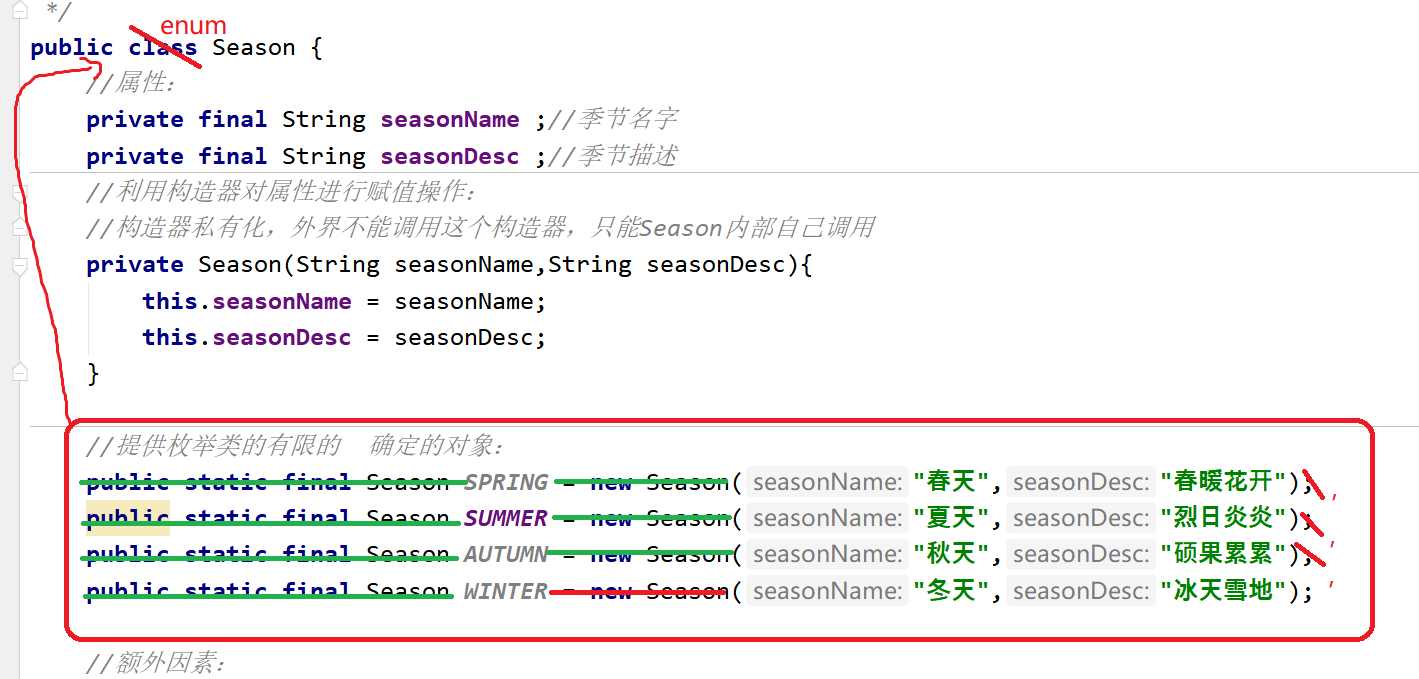 */
enum
public class Season {
//属性：
private final String seasonName ;//季节名字
private final String seasonDesc ;//季节描述
//利用构造器对属性进行赋值操作：
//构造器私有化，外界不能调用这个构造器，只能Season内部自己调用
private Season(String seasonName,String seasonDesc){
this.seasonName = seasonName;
this.seasonDesc = seasonDesc;
}
//提供枚举类的有限的  确定的对象：
public static final Season SPRING = new Season( seasonName: "春天", seasonDesc: "春暖花开"); ,
public static final Season SUMMER = new Season( seasonName: "夏天", seasonDesc: "烈日炎炎");
public static final Season AUTUMN = new Season( seasonName: "秋天", seasonDesc: "硕果累累"); ,
public static final Season WINTER = new Season( seasonName: "冬天", seasonDesc: "冰天雪地"); ,
//额外因素：